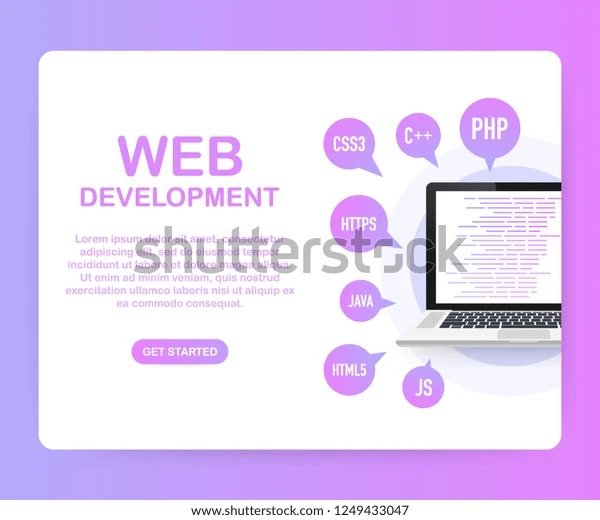 WEB
DEVELOPMENT
Lorem ipsum dolor sit amet, consectetur
adipiscing elit, sed do eiusmod tempor
incididunt ut labore et dolore magna aliqua.
Ut enim ad minim veniam, quis nostrud
exercitation ullamco laboris nisi ut aliquip ex
ea commodo consequat.
GET STARTED
CSS3
C++
PHP
HTTPS
JAVA
HTML5
JS
shutterstock
shutterstock.com · 1249433047